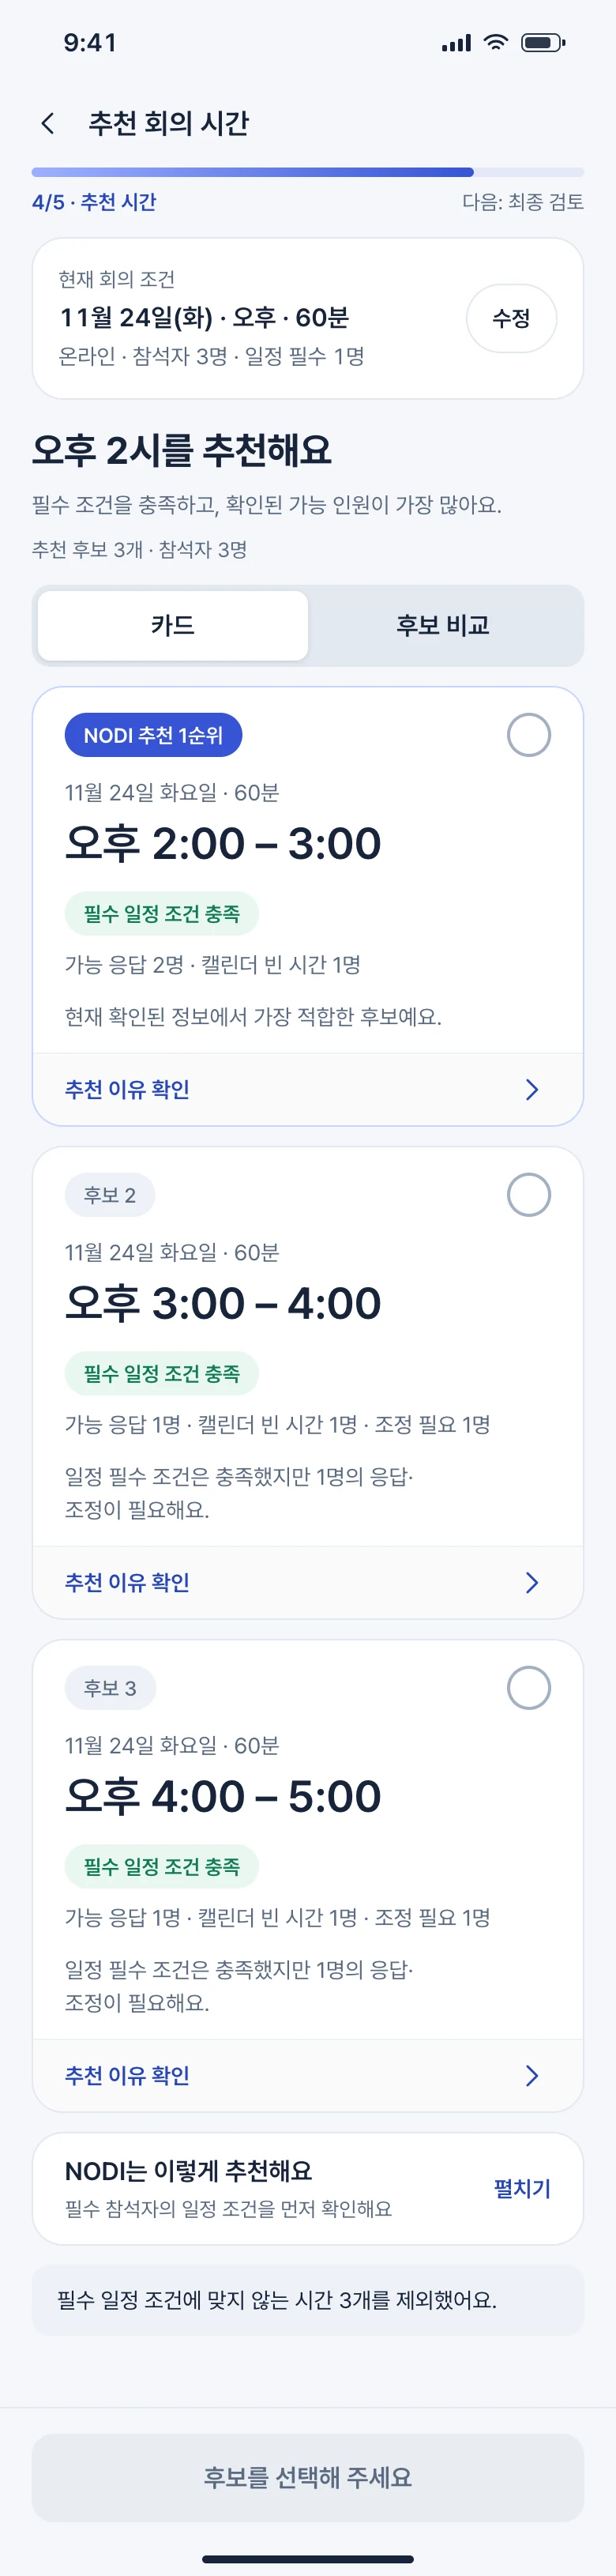 9:41
추천 회의 시간
4/5 · 추천 시간
다음: 최종 검토
현재 회의 조건
11월 24일(화) · 오후 · 60분
온라인 · 참석자 3명 · 일정 필수 1명
수정
오후 2시를 추천해요
필수 조건을 충족하고, 확인된 가능 인원이 가장 많아요.
추천 후보 3개 · 참석자 3명
카드
후보 비교
NODI 추천 1순위
11월 24일 화요일 · 60분
오후 2:00 – 3:00
필수 일정 조건 충족
가능 응답 2명 · 캘린더 빈 시간 1명
현재 확인된 정보에서 가장 적합한 후보예요.
추천 이유 확인
후보 2
11월 24일 화요일 · 60분
오후 3:00 – 4:00
필수 일정 조건 충족
가능 응답 1명 · 캘린더 빈 시간 1명 · 조정 필요 1명
일정 필수 조건은 충족했지만 1명의 응답·
조정이 필요해요.
추천 이유 확인
후보 3
11월 24일 화요일 · 60분
오후 4:00 – 5:00
필수 일정 조건 충족
가능 응답 1명 · 캘린더 빈 시간 1명 · 조정 필요 1명
일정 필수 조건은 충족했지만 1명의 응답·
조정이 필요해요.
추천 이유 확인
NODI는 이렇게 추천해요
필수 참석자의 일정 조건을 먼저 확인해요
펼치기
필수 일정 조건에 맞지 않는 시간 3개를 제외했어요.
후보를 선택해 주세요